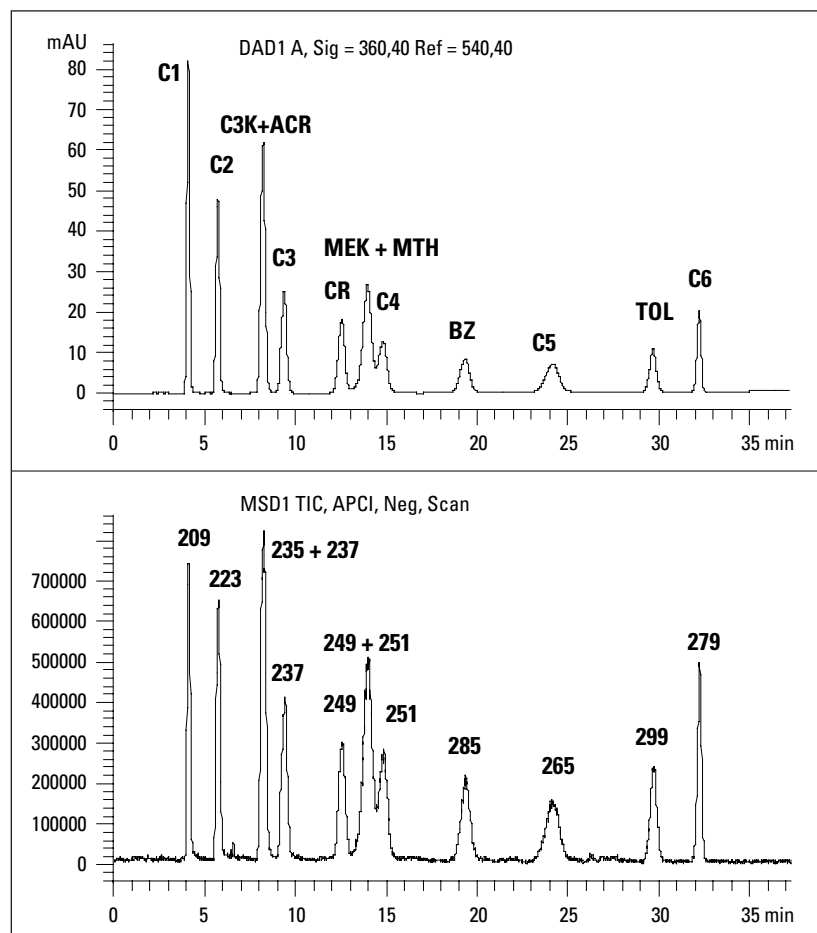 mAU
DAD1 A, Sig = 360,40 Ref = 540,40
80
70
60
50
40
30
20
10
0
C1
C2
C3K+ACR
C3
CR
MEK + MTH
C4
BZ
C5
TOL
C6
0 5 10 15 20 25 30 35 min
MSD1 TIC, APCI, Neg, Scan
700000
600000
500000
400000
300000
200000
100000
0
209
223
235 + 237
237
249
249 + 251
251
285
265
299
279
0 5 10 15 20 25 30 35 min